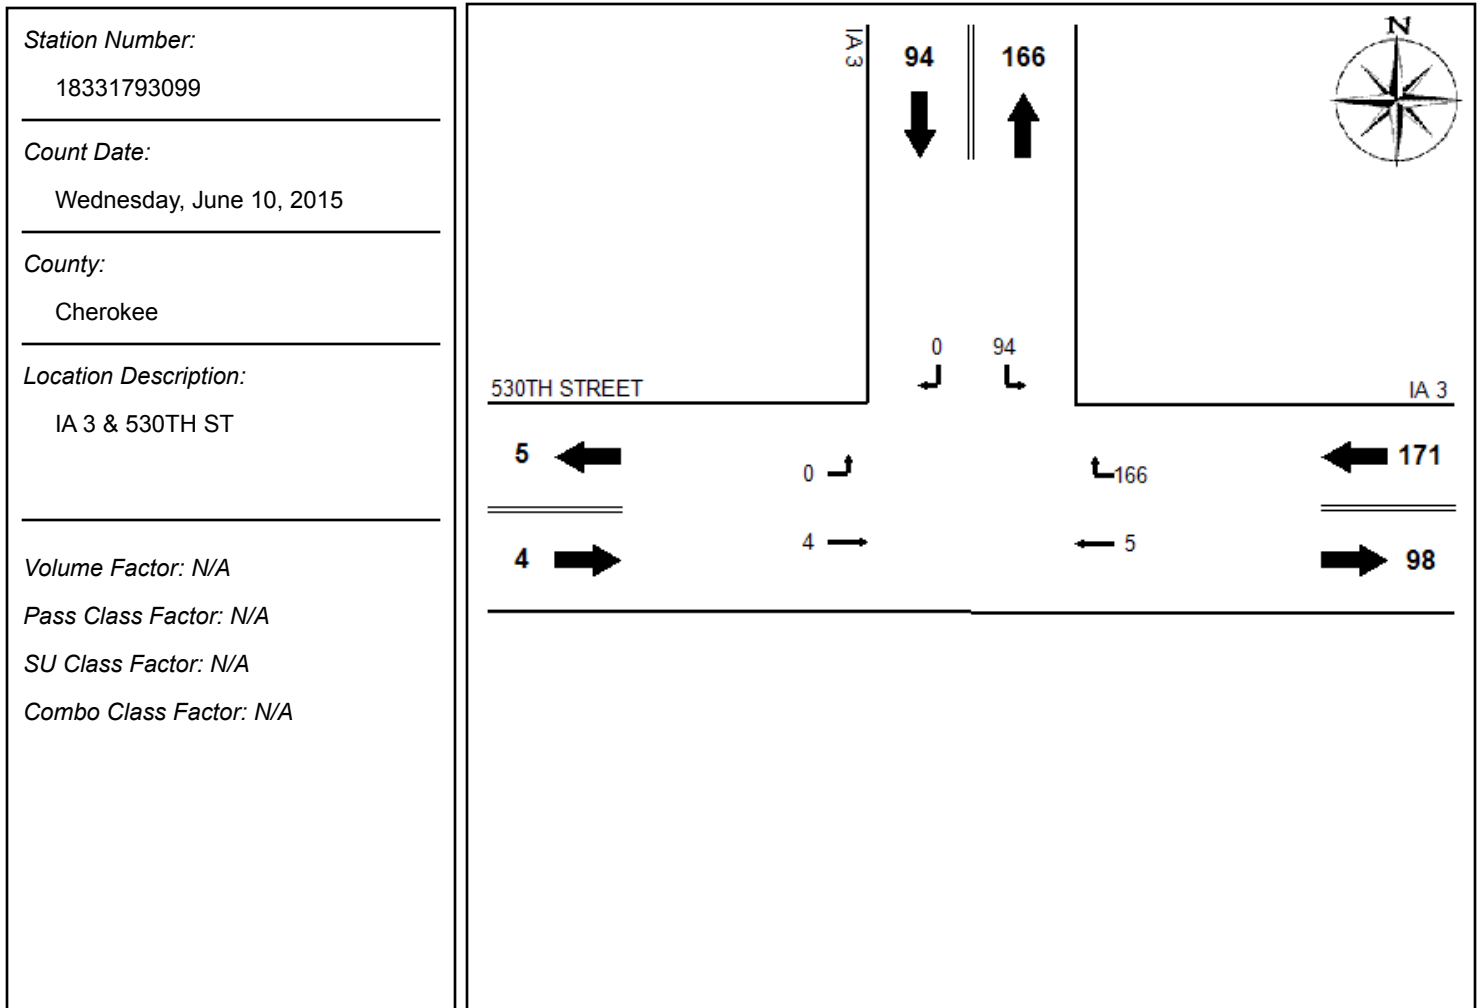 Station Number:
18331793099
Count Date:
Wednesday, June 10, 2015
County:
Cherokee
Location Description:
IA 3 & 530TH ST
Volume Factor: N/A
Pass Class Factor: N/A
SU Class Factor: N/A
Combo Class Factor: N/A
N
IA 3
94
166
0
94
530TH STREET
IA 3
5
171
0
166
4
5
4
98